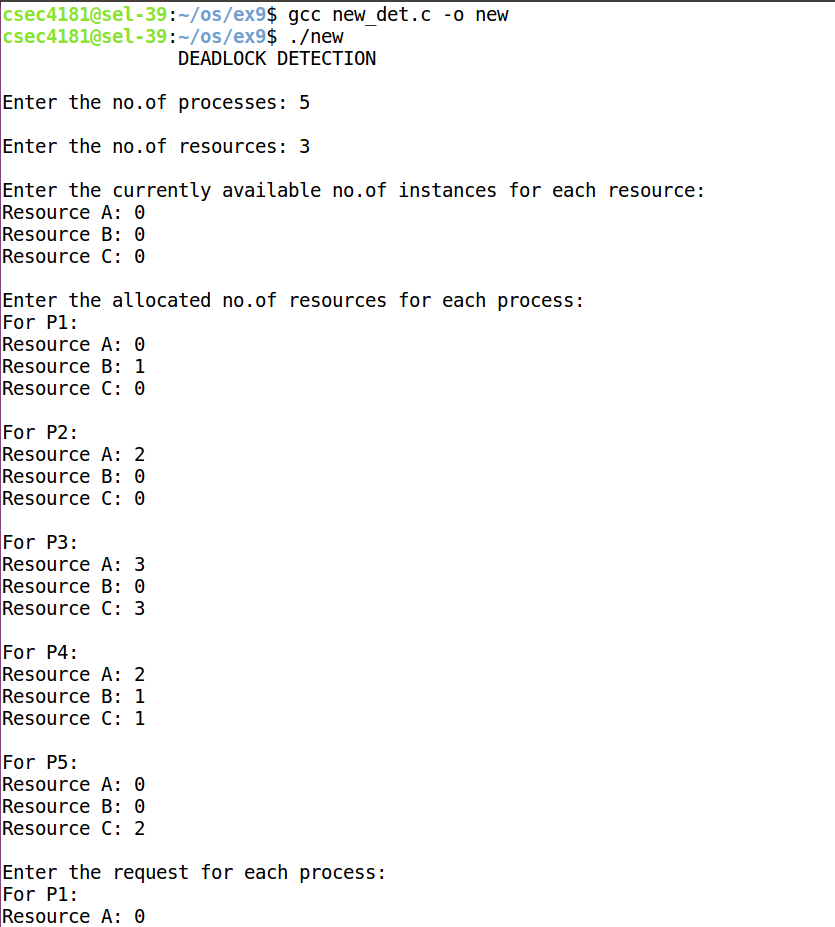 csec4181@sel-39:~/os/ex9$ gcc new_det.c -o new
csec4181@sel-39:~/os/ex9$ ./new
DEADLOCK DETECTION
Enter the no.of processes: 5
Enter the no.of resources: 3
Enter the currently available no.of instances for each resource:
Resource A: 0
Resource B: 0
Resource C: 0
Enter the allocated no.of resources for each process:
For P1:
Resource A: 0
Resource B: 1
Resource C: 0
For P2:
Resource A: 2
Resource B: 0
Resource C: 0
For P3:
Resource A: 3
Resource B: 0
Resource C: 3
For P4:
Resource A: 2
Resource B: 1
Resource C: 1
For P5:
Resource A: 0
Resource B: 0
Resource C: 2
Enter the request for each process:
For P1:
Resource A: 0